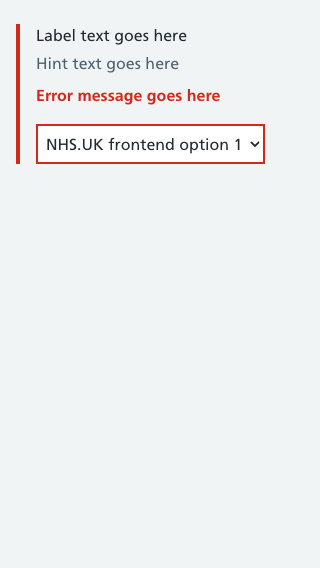 Label text goes here
Hint text goes here
Error message goes here
NHS.UK frontend option 1